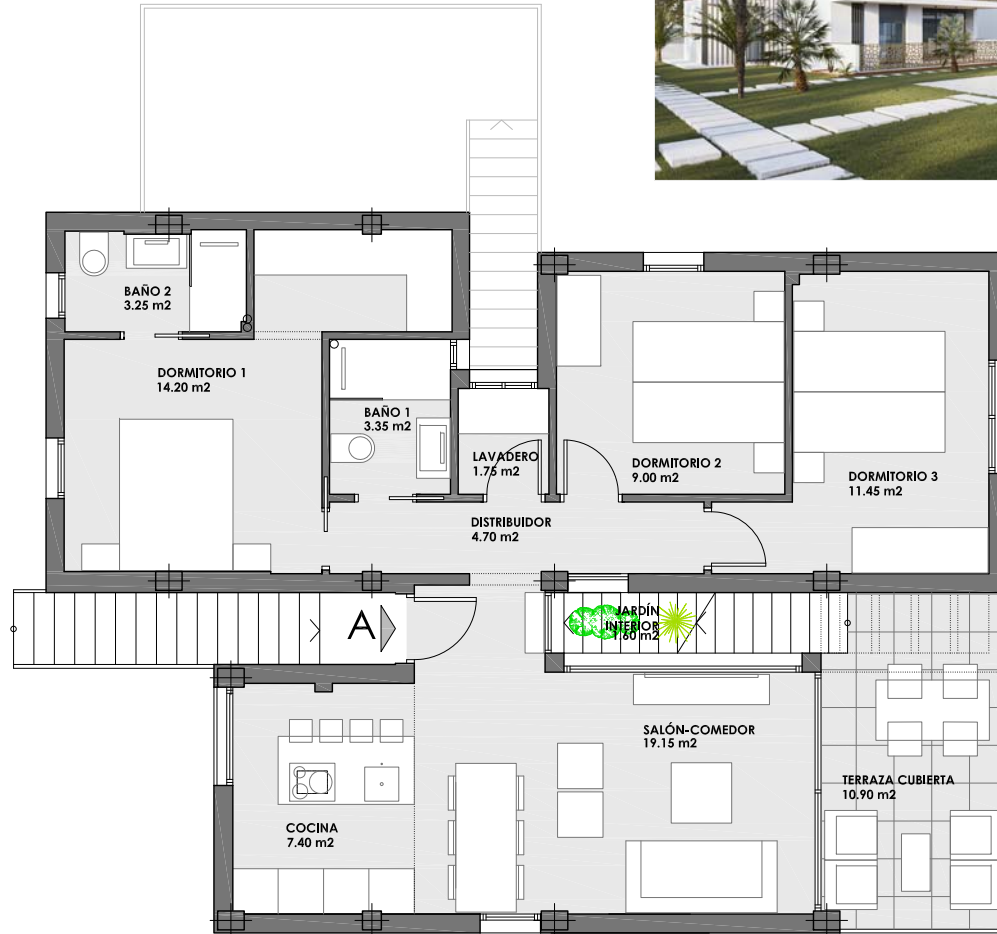 BAÑO 2
3.25 m2
DORMITORIO 1
14.20 m2
BAÑO 1
3.35 m2
LAVADERO
1.75 m2
DORMITORIO 2
9.00 m2
DORMITORIO 3
11.45 m2
DISTRIBUIDOR
4.70 m2
A
JARDÍN
INTERIOR
1.60 m2
SALÓN-COMEDOR
19.15 m2
TERRAZA CUBIERTA
10.90 m2
COCINA
7.40 m2